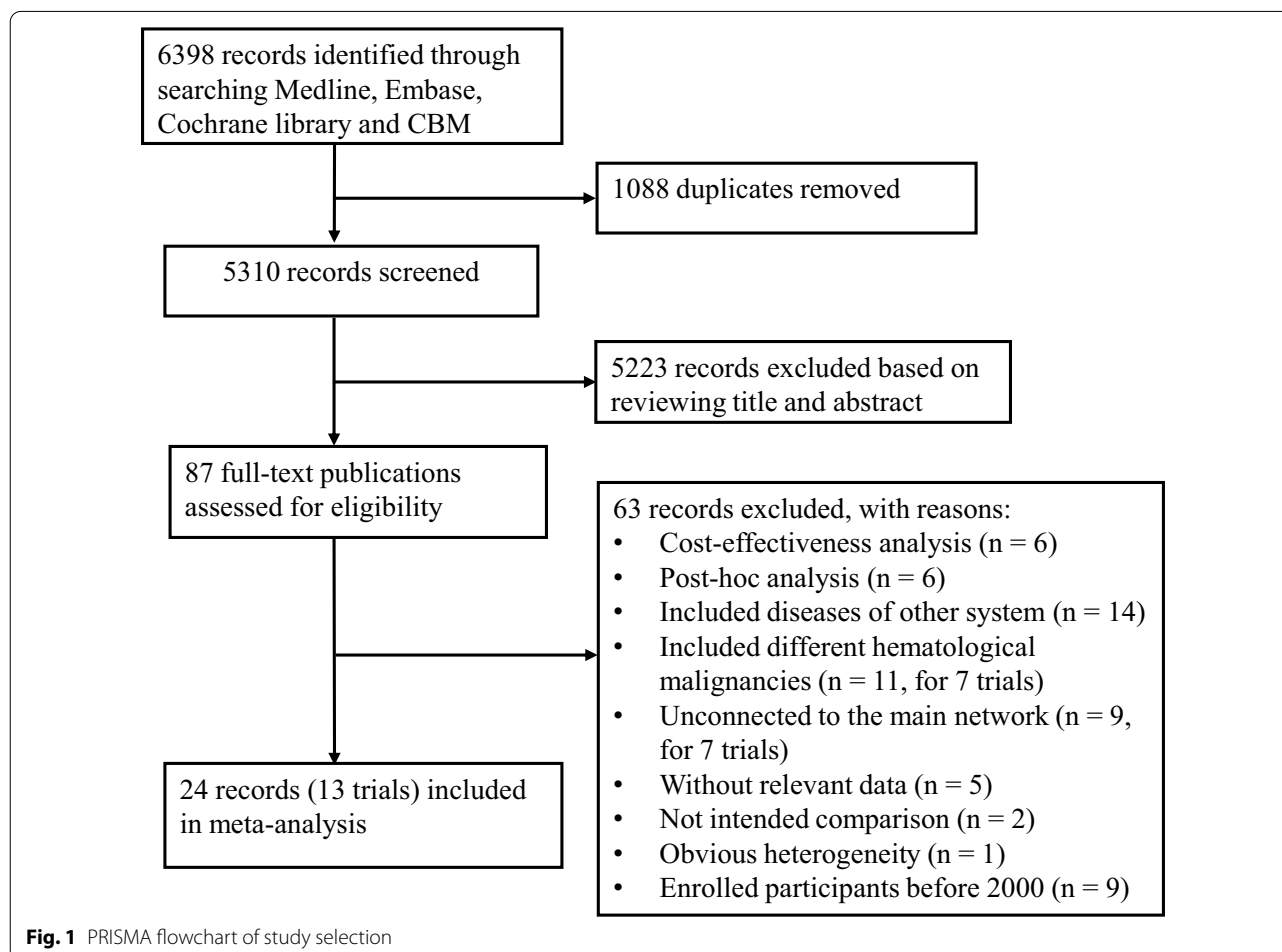 6398 records identified through
searching Medline, Embase,
Cochrane library and CBM
1088 duplicates removed
5310 records screened
5223 records excluded based on
reviewing title and abstract
87 full-text publications
assessed for eligibility
63 records excluded, with reasons:
• Cost-effectiveness analysis (n = 6)
• Post-hoc analysis (n = 6)
• Included diseases of other system (n = 14)
• Included different hematological
malignancies (n = 11, for 7 trials)
• Unconnected to the main network (n = 9,
for 7 trials)
• Without relevant data (n = 5)
• Not intended comparison (n = 2)
• Obvious heterogeneity (n = 1)
• Enrolled participants before 2000 (n = 9)
24 records (13 trials) included
in meta-analysis
Fig. 1 PRISMA flowchart of study selection